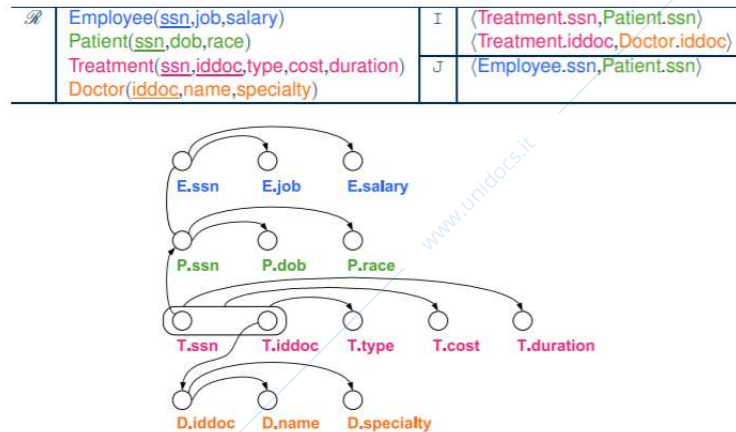 ℛ Employee(ssn,job,salary) I ⟨Treatment.ssn,Patient.ssn⟩
Patient(ssn,dob,race) ⟨Treatment.iddoc,Doctor.iddoc⟩
Treatment(ssn,iddoc,type,cost,duration) J ⟨Employee.ssn,Patient.ssn⟩
Doctor(iddoc,name,specialty)
www.unidocs.it
E.ssn E.job E.salary
P.ssn P.dob P.race
T.ssn T.iddoc T.type T.cost T.duration
D.iddoc D.name D.specialty